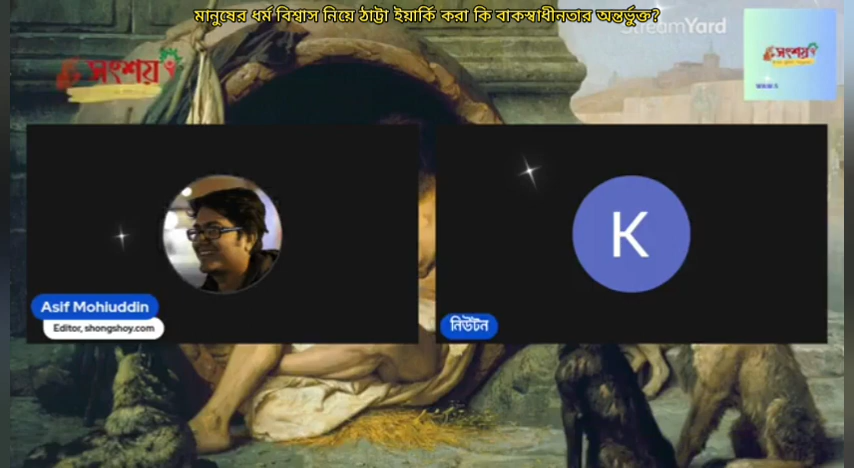 মানুষের ধর্ম বিশ্বাস নিয়ে ঠাট্টা ইয়ার্কি করা কি বাকস্বাধীনতার অন্তর্ভুক্ত?
StreamYard
সংশয়
সংশয়
K
Asif Mohiuddin
Editor, shongshoy.com
নিউটন